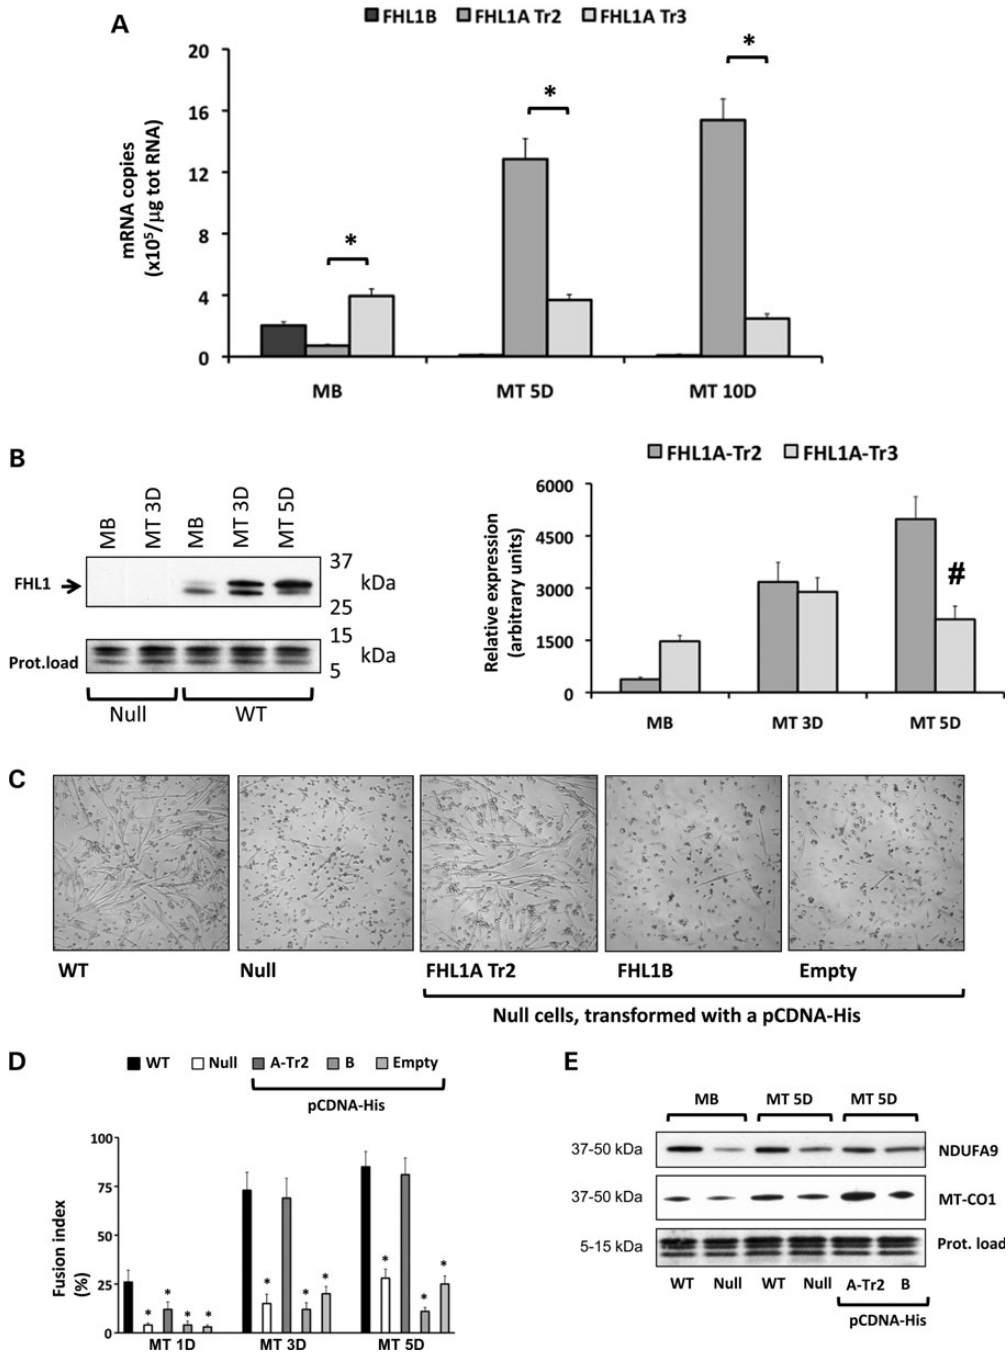 A
FHL1B FHL1A Tr2 FHL1A Tr3
mRNA copies
(x10⁵/μg tot RNA)
20
16
12
8
4
0
*
*
*
MB MT 5D MT 10D
B
MB MT 3D MB MT 3D MT 5D
FHL1
37
kDa
25
Prot.load
15
kDa
5
Null WT
FHL1A-Tr2 FHL1A-Tr3
Relative expression
(arbitrary units)
6000
4500
3000
1500
0
#
MB MT 3D MT 5D
C
WT Null FHL1A Tr2 FHL1B Empty
Null cells, transformed with a pCDNA-His
D
WT Null A-Tr2 B Empty
pCDNA-His
Fusion index
(%)
100
75
50
25
0
* * * *
* * *
* * *
MT 1D MT 3D MT 5D
E
MB MT 5D MT 5D
37-50 kDa NDUFA9
37-50 kDa MT-CO1
5-15 kDa Prot. load
WT Null WT Null A-Tr2 B
pCDNA-His